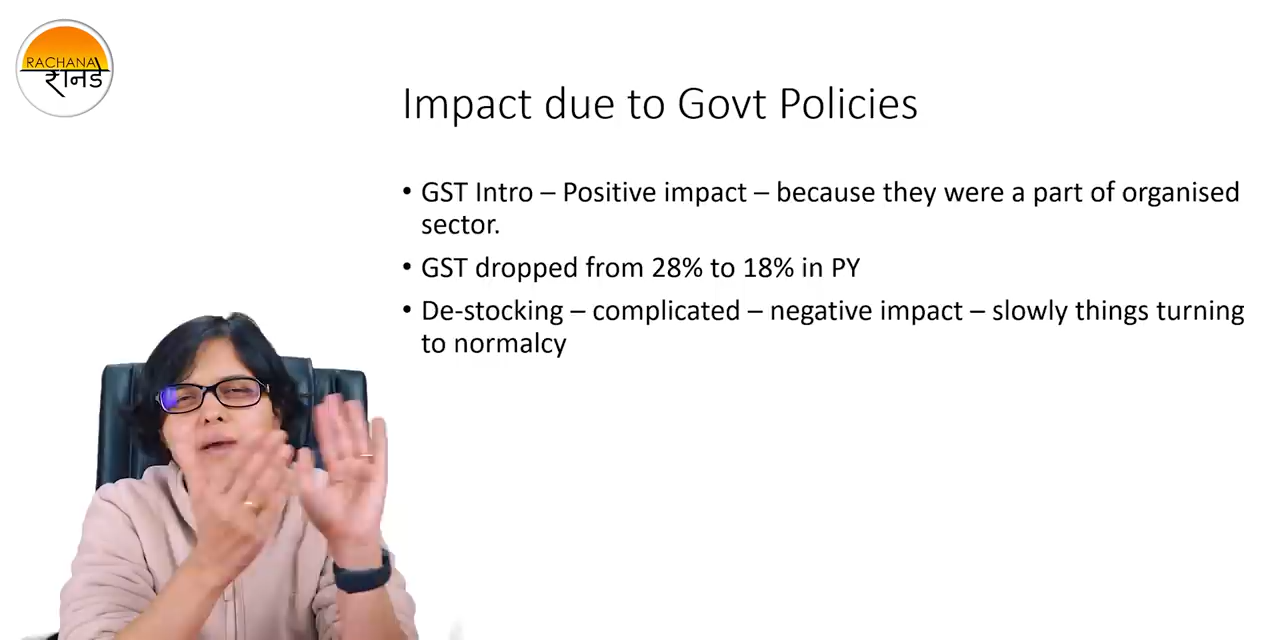 RACHANA
रानडे
Impact due to Govt Policies
• GST Intro – Positive impact – because they were a part of organised
sector.
• GST dropped from 28% to 18% in PY
• De-stocking – complicated – negative impact – slowly things turning
to normalcy